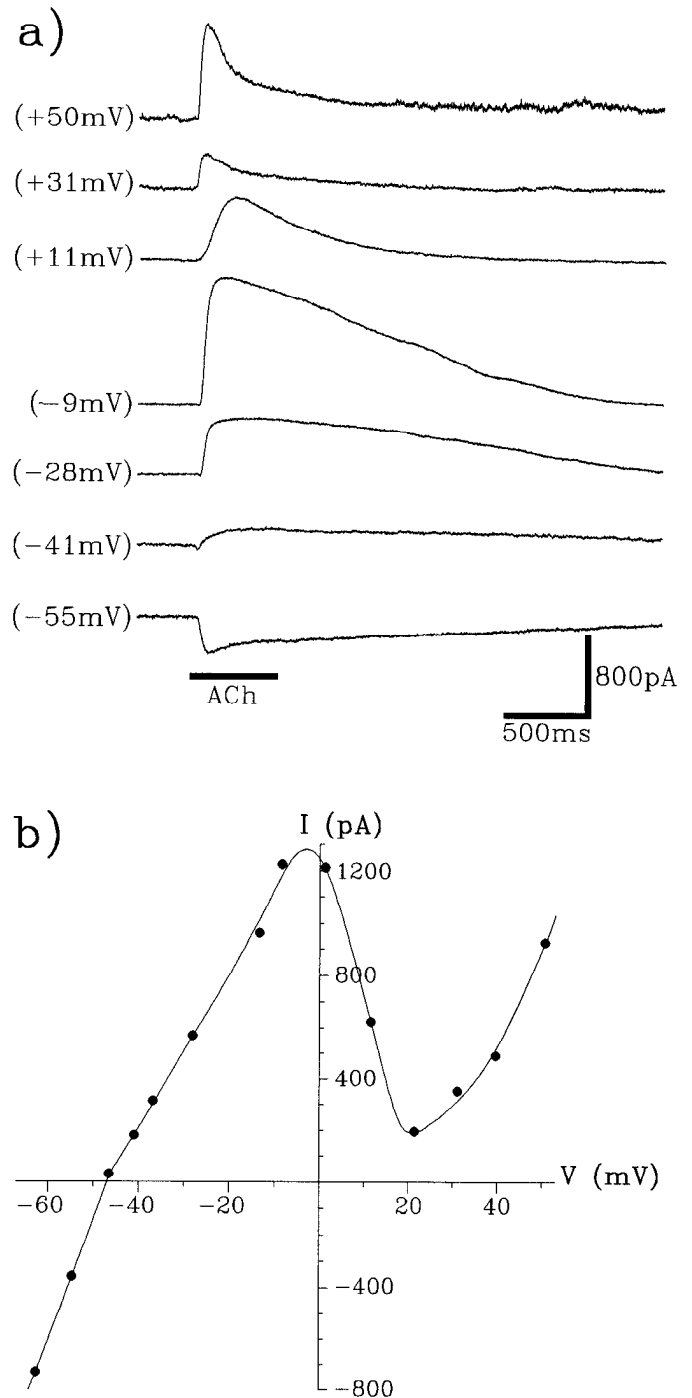 a)
(+50mV)
(+31mV)
(+11mV)
(−9mV)
(−28mV)
(−41mV)
(−55mV)
ACh
800pA
500ms
b)
I (pA)
1200
800
400
V (mV)
−60 −40 −20 20 40
−400
−800